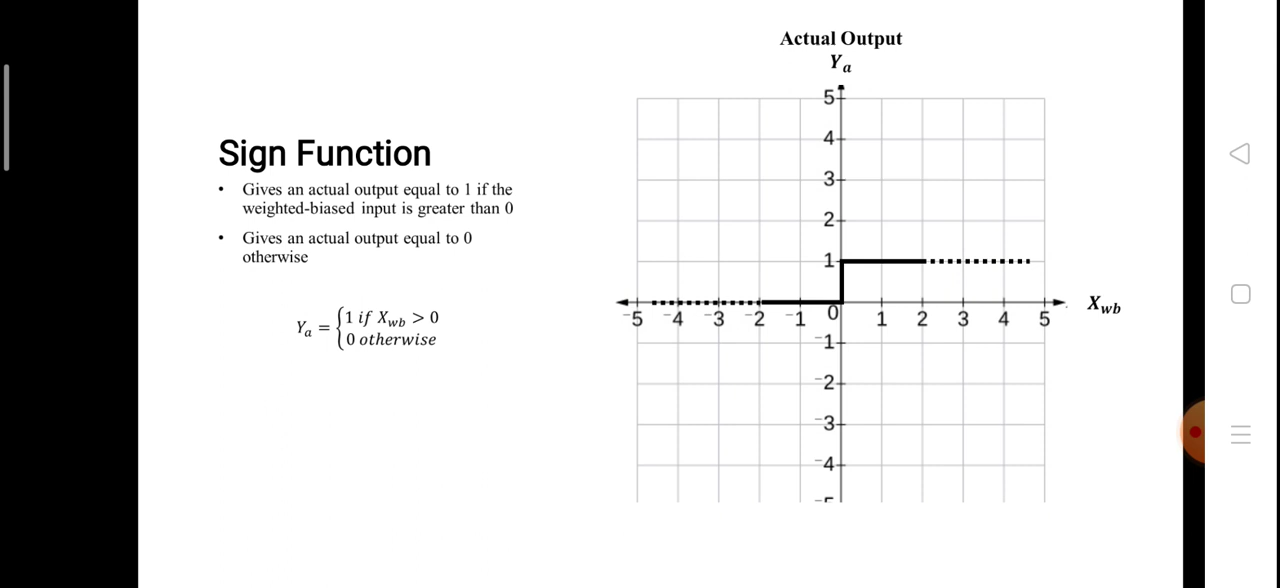 Actual Output
Yₐ
Sign Function
• Gives an actual output equal to 1 if the
weighted-biased input is greater than 0
• Gives an actual output equal to 0
otherwise
Yₐ = {1 if X_wb > 0
0 otherwise
5
4
3
2
1
-5 -4 -3 -2 -1 0 1 2 3 4 5 X_wb
-1
-2
-3
-4